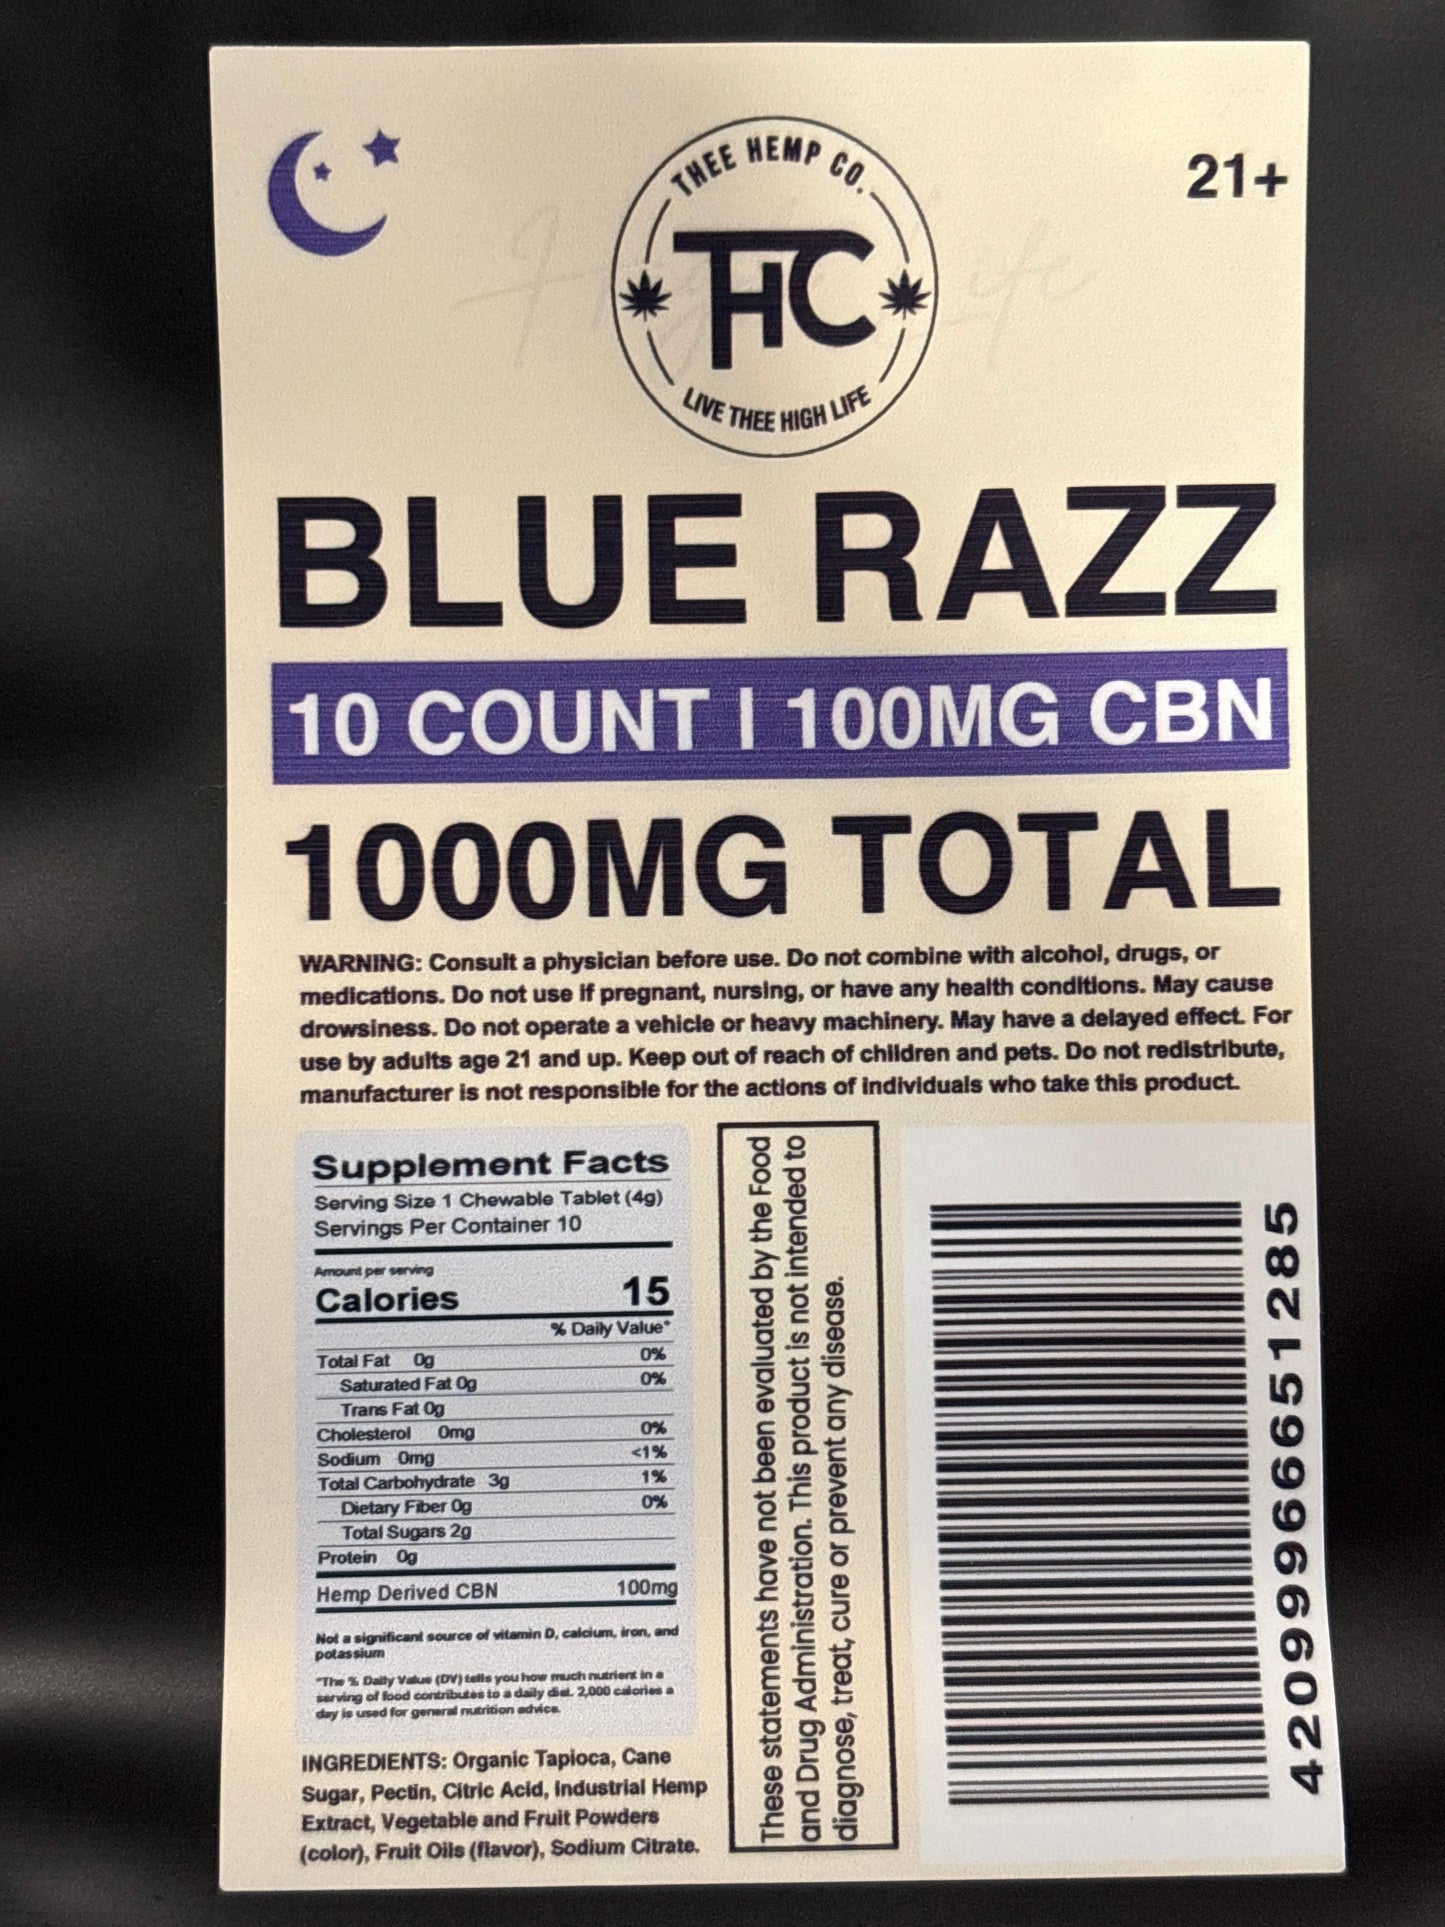 21+
THEE HEMP CO.
THC
LIVE THEE HIGH LIFE
BLUE RAZZ
10 COUNT | 100MG CBN
1000MG TOTAL
WARNING: Consult a physician before use. Do not combine with alcohol, drugs, or
medications. Do not use if pregnant, nursing, or have any health conditions. May cause
drowsiness. Do not operate a vehicle or heavy machinery. May have a delayed effect. For
use by adults age 21 and up. Keep out of reach of children and pets. Do not redistribute,
manufacturer is not responsible for the actions of individuals who take this product.
Supplement Facts
Serving Size 1 Chewable Tablet (4g)
Servings Per Container 10
Amount per serving
Calories 15
% Daily Value*
Total Fat 0g 0%
Saturated Fat 0g 0%
Trans Fat 0g
Cholesterol 0mg 0%
Sodium 0mg <1%
Total Carbohydrate 3g 1%
Dietary Fiber 0g 0%
Total Sugars 2g
Protein 0g
Hemp Derived CBN 100mg
Not a significant source of vitamin D, calcium, iron, and
potassium
*The % Daily Value (DV) tells you how much nutrient in a
serving of food contributes to a daily diet. 2,000 calories a
day is used for general nutrition advice.
INGREDIENTS: Organic Tapioca, Cane
Sugar, Pectin, Citric Acid, Industrial Hemp
Extract, Vegetable and Fruit Powders
(color), Fruit Oils (flavor), Sodium Citrate.
These statements have not been evaluated by the Food
and Drug Administration. This product is not intended to
diagnose, treat, cure or prevent any disease.
4209996651285